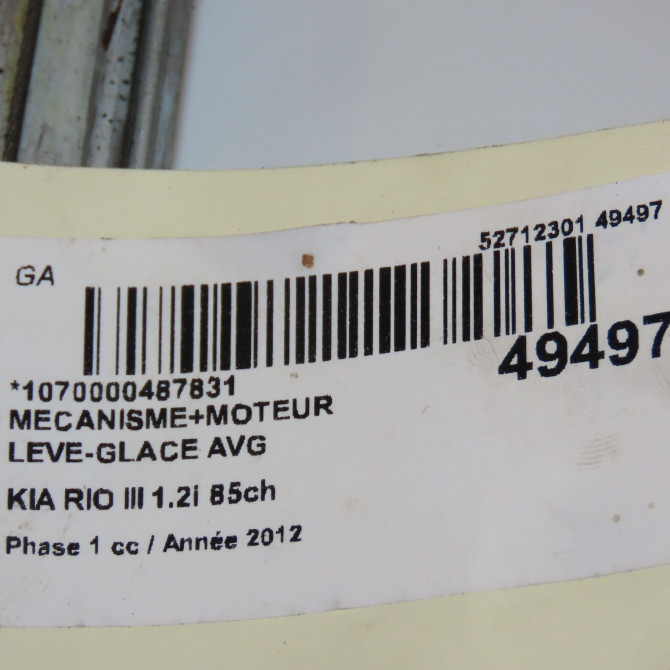 52712301 49497
GA
49497
*1070000487831
MECANISME+MOTEUR
LEVE-GLACE AVG
KIA RIO III 1.2i 85ch
Phase 1 cc / Année 2012